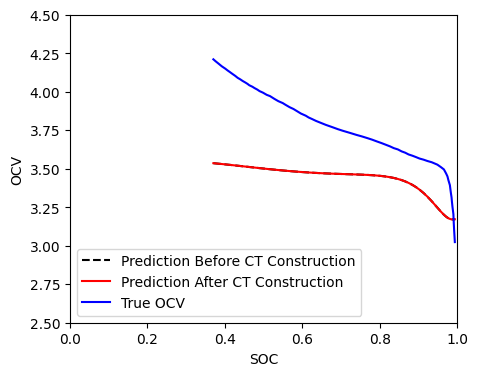 4.50
4.25
4.00
3.75
3.50
3.25
3.00
2.75
2.50
OCV
Prediction Before CT Construction
Prediction After CT Construction
True OCV
0.0 0.2 0.4 0.6 0.8 1.0
SOC